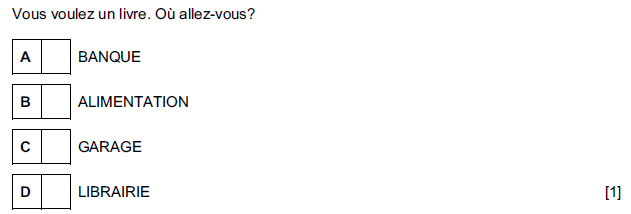 Vous voulez un livre. Où allez-vous?
A BANQUE
B ALIMENTATION
C GARAGE
D LIBRAIRIE [1]